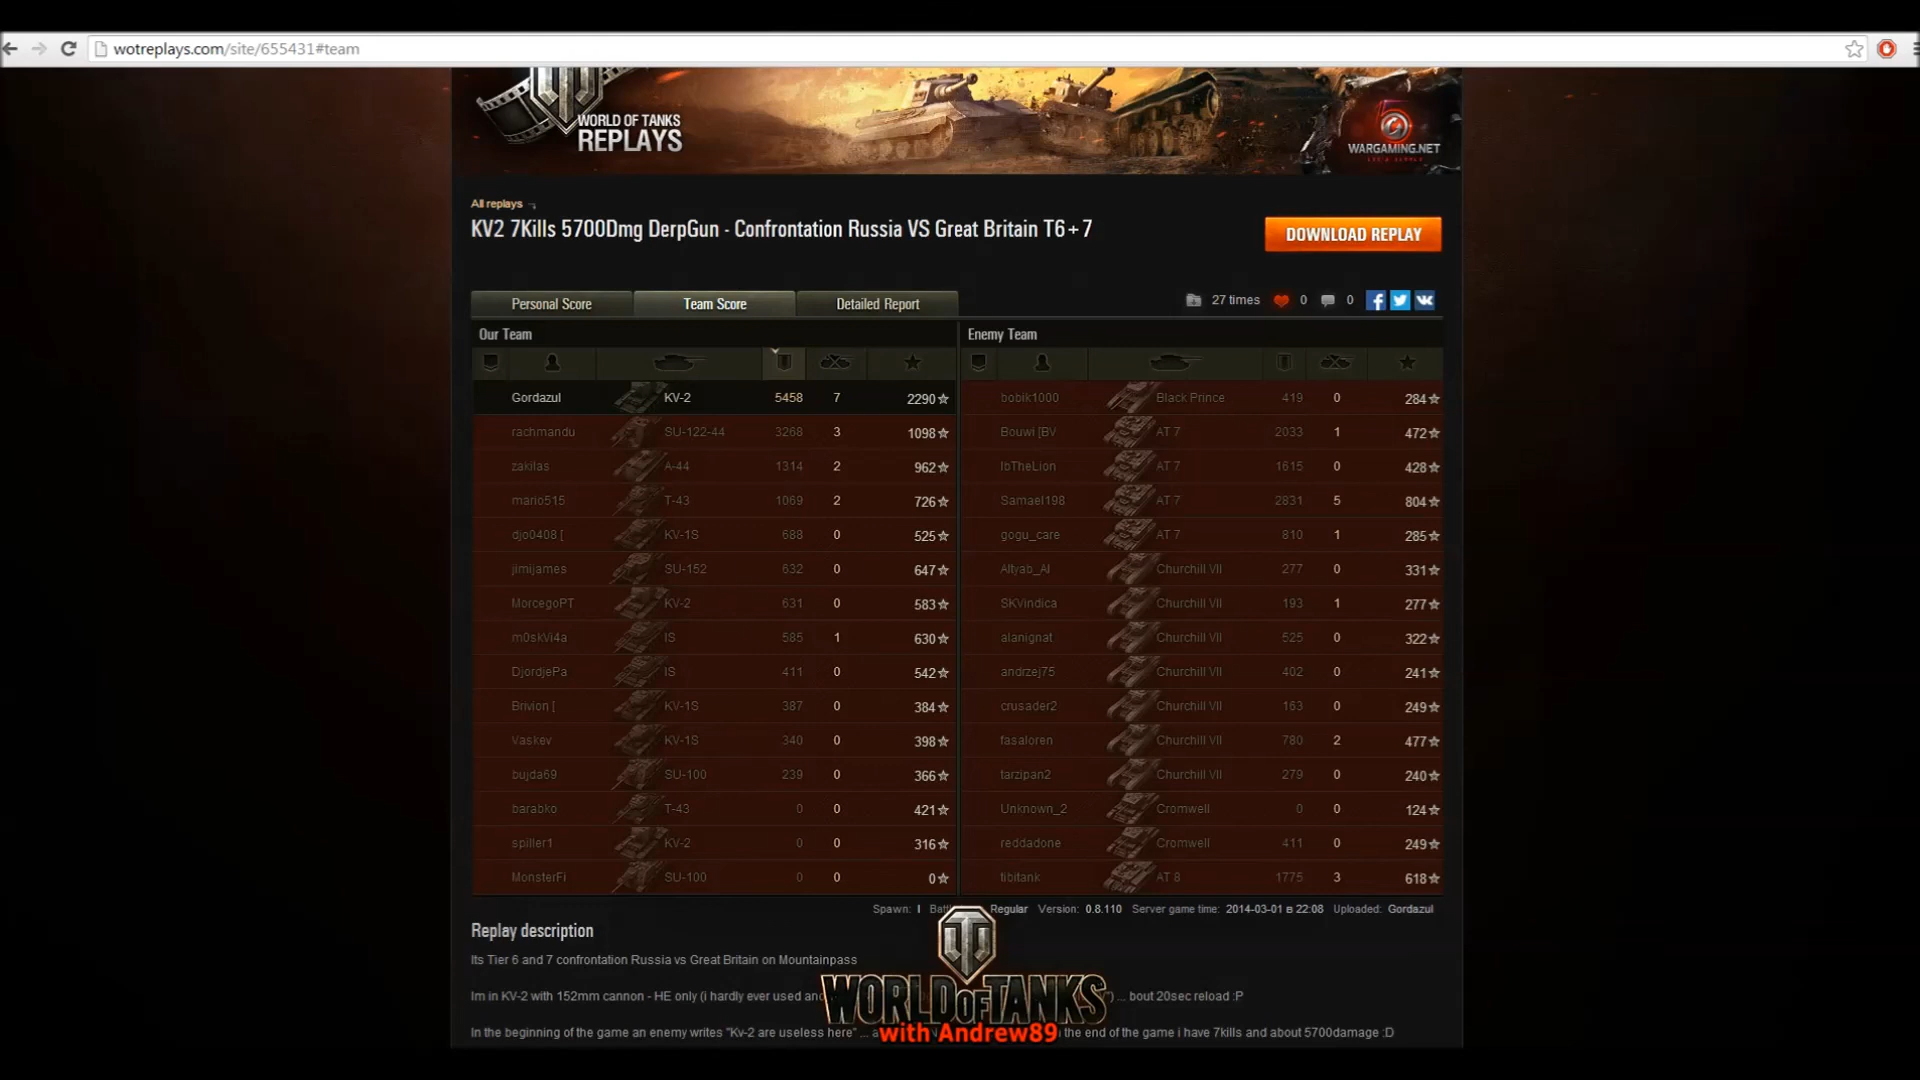 wotreplays.com/site/655431#team
WORLD OF TANKS
REPLAYS
WARGAMING.NET
LET'S BATTLE
All replays
KV2 7Kills 5700Dmg DerpGun - Confrontation Russia VS Great Britain T6+7
DOWNLOAD REPLAY
Personal Score Team Score Detailed Report 27 times 0 0
Our Team Enemy Team
Gordazul KV-2 5458 7 2290 bobik1000 Black Prince 419 0 284
rachmandu SU-122-44 3268 3 1098 Bouwi [BV AT 7 2033 1 472
zakilas A-44 1314 2 962 IbTheLion AT 7 1615 0 428
mario515 T-43 1069 2 726 Samael198 AT 7 2831 5 804
djo0408 [ KV-1S 688 0 525 gogu_care AT 7 810 1 285
jimijames SU-152 632 0 647 Altyab_Al Churchill VII 277 0 331
MorcegoPT KV-2 631 0 583 SKVindica Churchill VII 193 1 277
m0skVi4a IS 585 1 630 alanignat Churchill VII 525 0 322
DjordjePa IS 411 0 542 andrzej75 Churchill VII 402 0 241
Brivion [ KV-1S 387 0 384 crusader2 Churchill VII 163 0 249
Vaskev KV-1S 340 0 398 fasaloren Churchill VII 780 2 477
bujda69 SU-100 239 0 366 tarzipan2 Churchill VII 279 0 240
barabko T-43 0 0 421 Unknown_2 Cromwell 0 0 124
spiller1 KV-2 0 0 316 reddadone Cromwell 411 0 249
MonsterFi SU-100 0 0 0 tibitank AT 8 1775 3 618
Spawn: I Regular Version: 0.8.110 Server game time: 2014-03-01 в 22:08 Uploaded: Gordazul
Replay description
Its Tier 6 and 7 confrontation Russia vs Great Britain on Mountainpass
Im in KV-2 with 152mm cannon - HE only (i hardly ever used and ") ... bout 20sec reload :P
WORLD OF TANKS
In the beginning of the game an enemy writes "Kv-2 are useless here" ... the end of the game i have 7kills and about 5700damage :D
with Andrew89